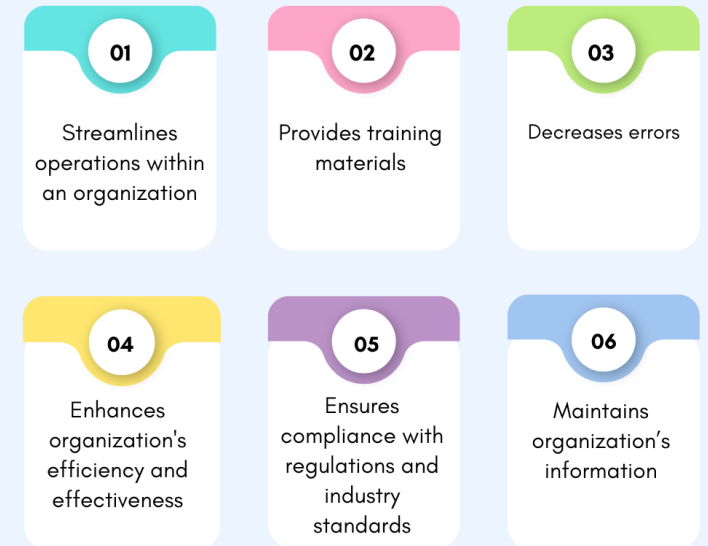 01
Streamlines
operations within
an organization
02
Provides training
materials
03
Decreases errors
04
Enhances
organization's
efficiency and
effectiveness
05
Ensures
compliance with
regulations and
industry
standards
06
Maintains
organization’s
information